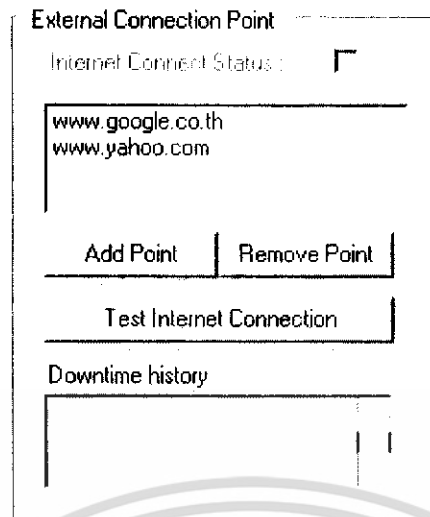 External Connection Point
Internet Connect Status :
www.google.co.th
www.yahoo.com
Add Point Remove Point
Test Internet Connection
Downtime history